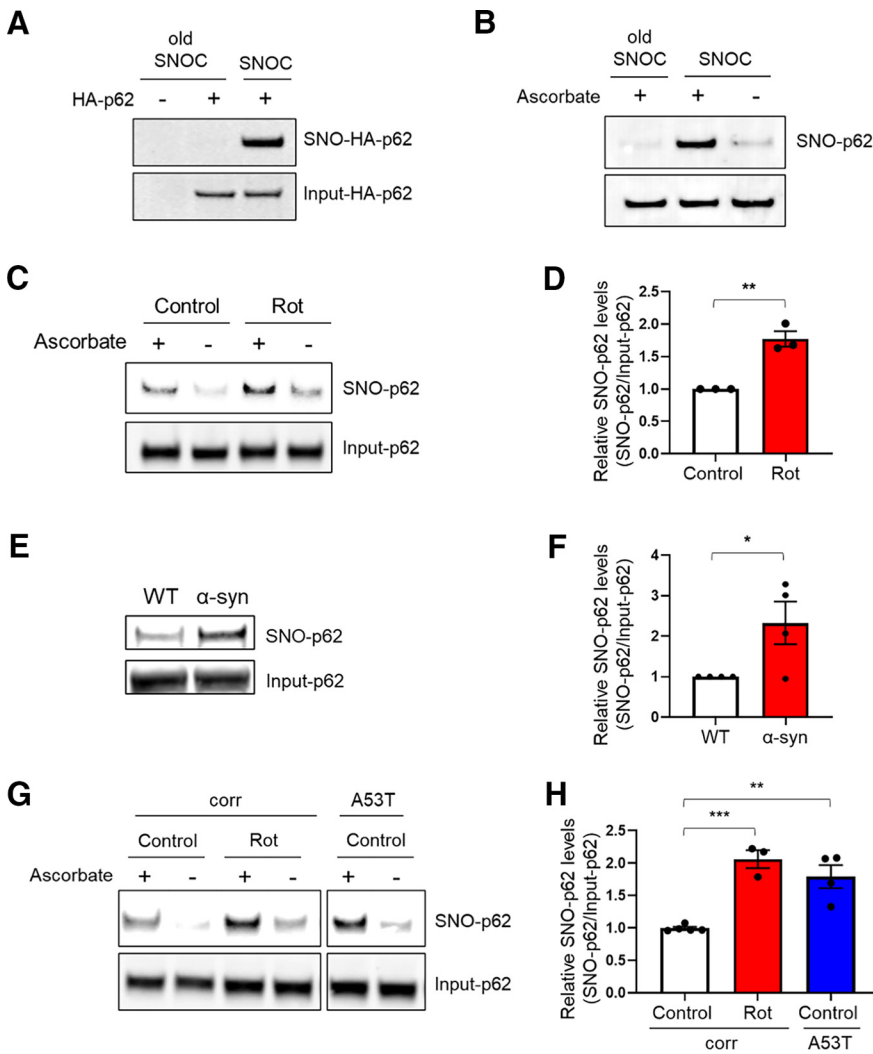 A
old
SNOC
SNOC
HA-p62
- + +
SNO-HA-p62
Input-HA-p62
B
old
SNOC
SNOC
Ascorbate
+ + -
SNO-p62
C
Control
Rot
Ascorbate
+ - + -
SNO-p62
Input-p62
D
Relative SNO-p62 levels
(SNO-p62/Input-p62)
**
2.5
2.0
1.5
1.0
0.5
0.0
Control
Rot
E
WT
α-syn
SNO-p62
Input-p62
F
Relative SNO-p62 levels
(SNO-p62/Input-p62)
*
4
3
2
1
0
WT
α-syn
G
corr
A53T
Control
Rot
Control
Ascorbate
+ - + - + -
SNO-p62
Input-p62
H
Relative SNO-p62 levels
(SNO-p62/Input-p62)
**
***
2.5
2.0
1.5
1.0
0.5
0.0
Control
Rot
Control
corr
A53T